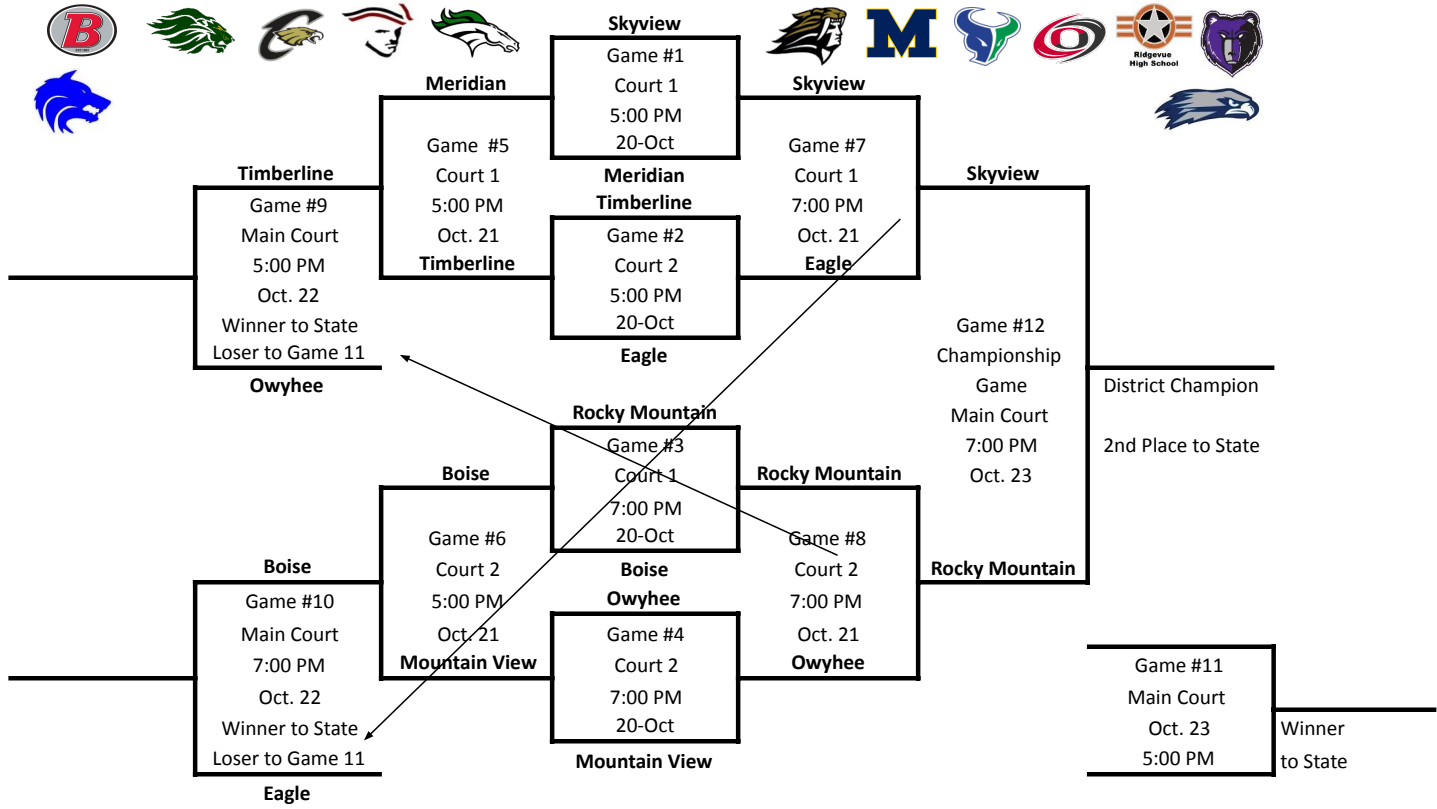 B
EST 1881
C
M
Ridgevue
High School
Skyview
Game #1
Court 1
5:00 PM
20-Oct
Meridian
Timberline
Game #2
Court 2
5:00 PM
20-Oct
Eagle
Rocky Mountain
Game #3
Court 1
7:00 PM
20-Oct
Boise
Owyhee
Game #4
Court 2
7:00 PM
20-Oct
Mountain View
Meridian
Game #5
Court 1
5:00 PM
Oct. 21
Timberline
Boise
Game #6
Court 2
5:00 PM
Oct. 21
Mountain View
Skyview
Game #7
Court 1
7:00 PM
Oct. 21
Eagle
Rocky Mountain
Game #8
Court 2
7:00 PM
Oct. 21
Owyhee
Timberline
Game #9
Main Court
5:00 PM
Oct. 22
Winner to State
Loser to Game 11
Owyhee
Boise
Game #10
Main Court
7:00 PM
Oct. 22
Winner to State
Loser to Game 11
Eagle
Skyview
Game #12
Championship
Game
Main Court
7:00 PM
Oct. 23
Rocky Mountain
District Champion
2nd Place to State
Game #11
Main Court
Oct. 23
5:00 PM
Winner
to State